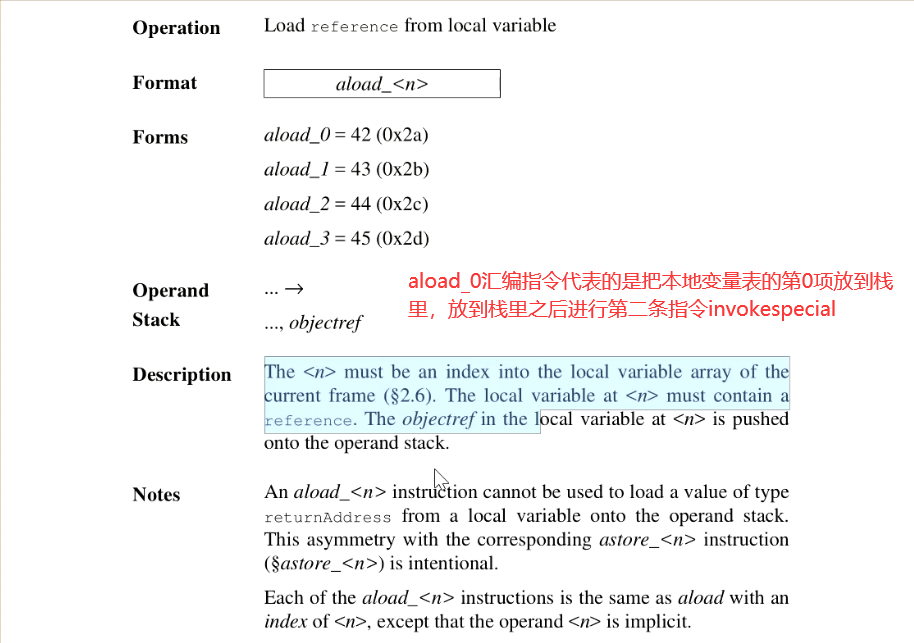 Operation Load reference from local variable
Format aload_<n>
Forms aload_0 = 42 (0x2a)
aload_1 = 43 (0x2b)
aload_2 = 44 (0x2c)
aload_3 = 45 (0x2d)
Operand Stack
... →
..., objectref
aload_0汇编指令代表的是把本地变量表的第0项放到栈
里，放到栈里之后进行第二条指令invokespecial
Description The <n> must be an index into the local variable array of the
current frame (§2.6). The local variable at <n> must contain a
reference. The objectref in the local variable at <n> is pushed
onto the operand stack.
Notes An aload_<n> instruction cannot be used to load a value of type
returnAddress from a local variable onto the operand stack.
This asymmetry with the corresponding astore_<n> instruction
(§astore_<n>) is intentional.
Each of the aload_<n> instructions is the same as aload with an
index of <n>, except that the operand <n> is implicit.